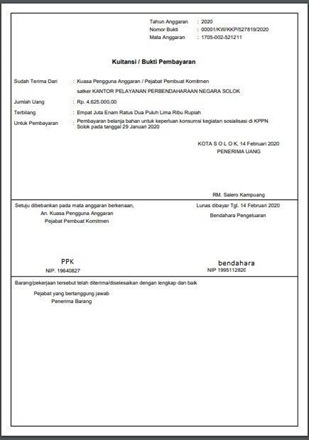 Tahun Anggaran : 2020
Nomor Bukti : 00001/KW/KKP/527819/2020
Mata Anggaran : 1705-002-521211
Kuitansi / Bukti Pembayaran
Sudah Terima Dari : Kuasa Pengguna Anggaran / Pejabat Pembuat Komitmen
satker KANTOR PELAYANAN PERBENDAHARAAN NEGARA SOLOK
Jumlah Uang : Rp. 4.625.000,00
Terbilang : Empat Juta Enam Ratus Dua Puluh Lima Ribu Rupiah
Untuk Pembayaran : Pembayaran belanja bahan untuk keperluan konsumsi kegiatan sosialisasi di KPPN
Solok pada tanggal 29 Januari 2020
KOTA S O L O K, 14 Februari 2020
PENERIMA UANG
RM. Salero Kampuang
Setuju dibebankan pada mata anggaran berkenaan,
An. Kuasa Pengguna Anggaran
Pejabat Pembuat Komitmen
Lunas dibayar Tgl. 14 Februari 2020
Bendahara Pengeluaran
PPK
NIP. 19640827
bendahara
NIP 1995112820
Barang/pekerjaan tersebut telah diterima/diselesaikan dengan lengkap dan baik
Pejabat yang bertanggung jawab
Penerima Barang